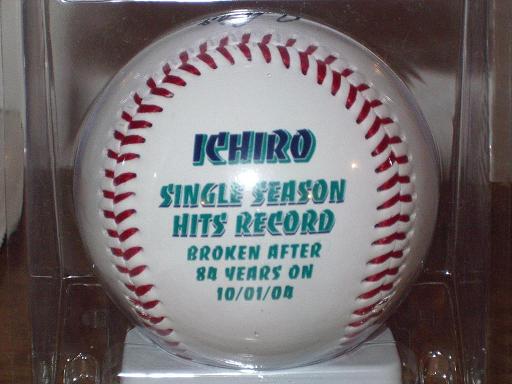 ICHIRO
SINGLE SEASON
HITS RECORD
BROKEN AFTER
84 YEARS ON
10/01/04